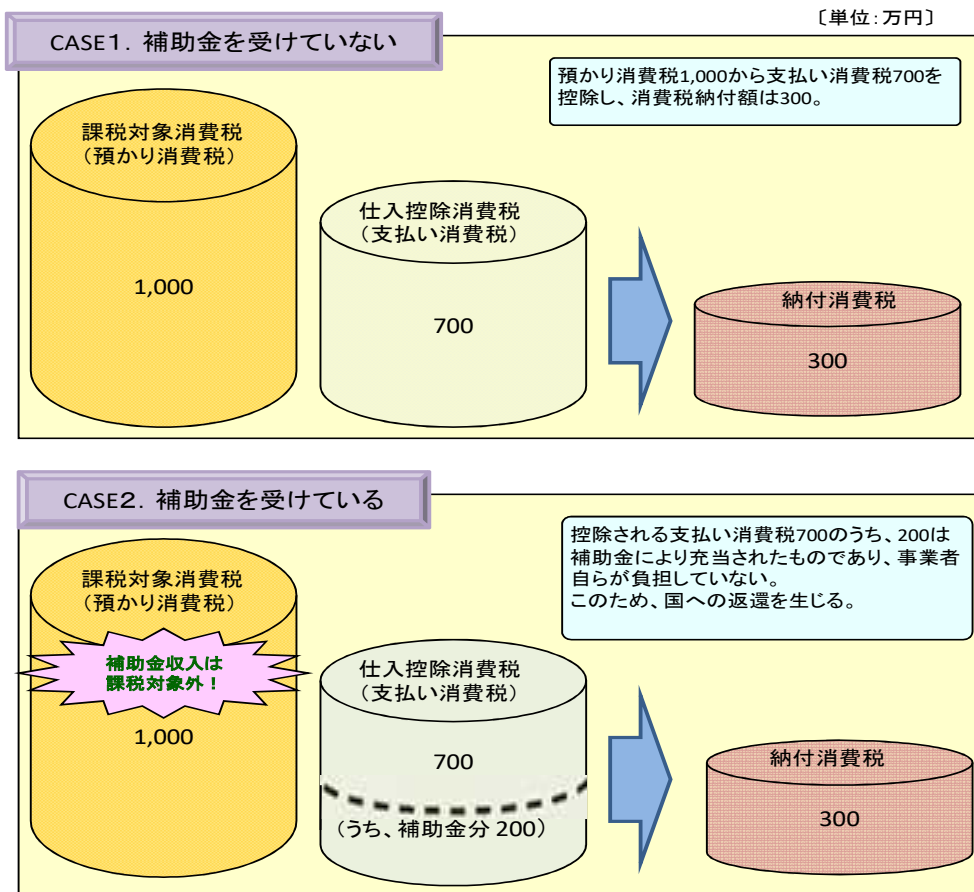 〔単位:万円〕
CASE1.補助金を受けていない
預かり消費税1,000から支払い消費税700を
控除し、消費税納付額は300。
課税対象消費税
(預かり消費税)
1,000
仕入控除消費税
(支払い消費税)
700
納付消費税
300
CASE2.補助金を受けている
控除される支払い消費税700のうち、200は
補助金により充当されたものであり、事業者
自らが負担していない。
このため、国への返還を生じる。
課税対象消費税
(預かり消費税)
補助金収入は
課税対象外!
1,000
仕入控除消費税
(支払い消費税)
700
(うち、補助金分 200)
納付消費税
300